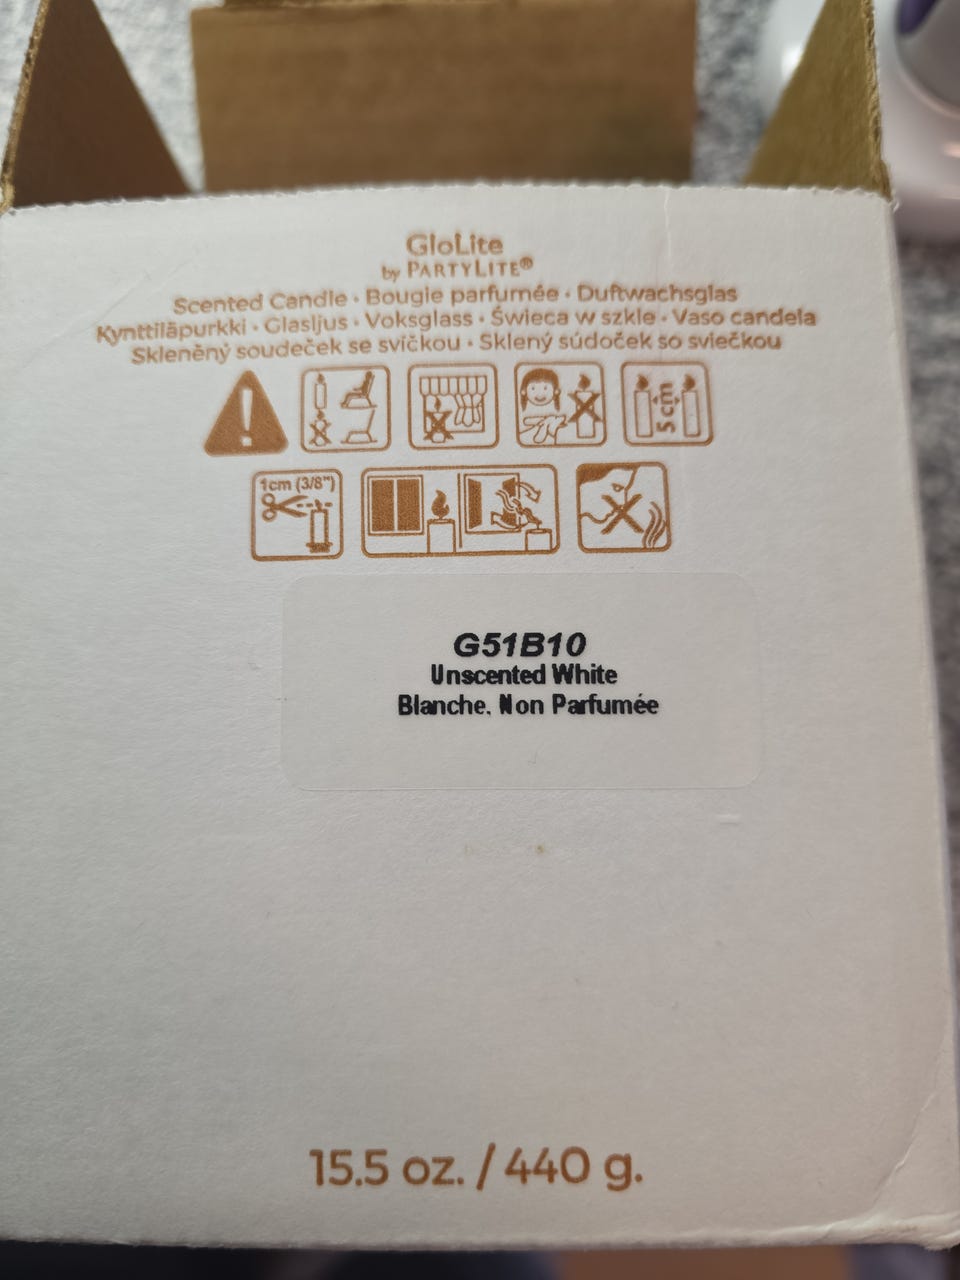 GloLite
by PARTYLITE®
Scented Candle • Bougie parfumée • Duftwachsglas
Kynttiläpurkki • Glasljus • Voksglass • Świeca w szkle • Vaso candela
Skleněný soudeček se svíčkou • Sklený súdoček so sviečkou
5cm
1cm (3/8")
G51B10
Unscented White
Blanche. Non Parfumée
15.5 oz. / 440 g.